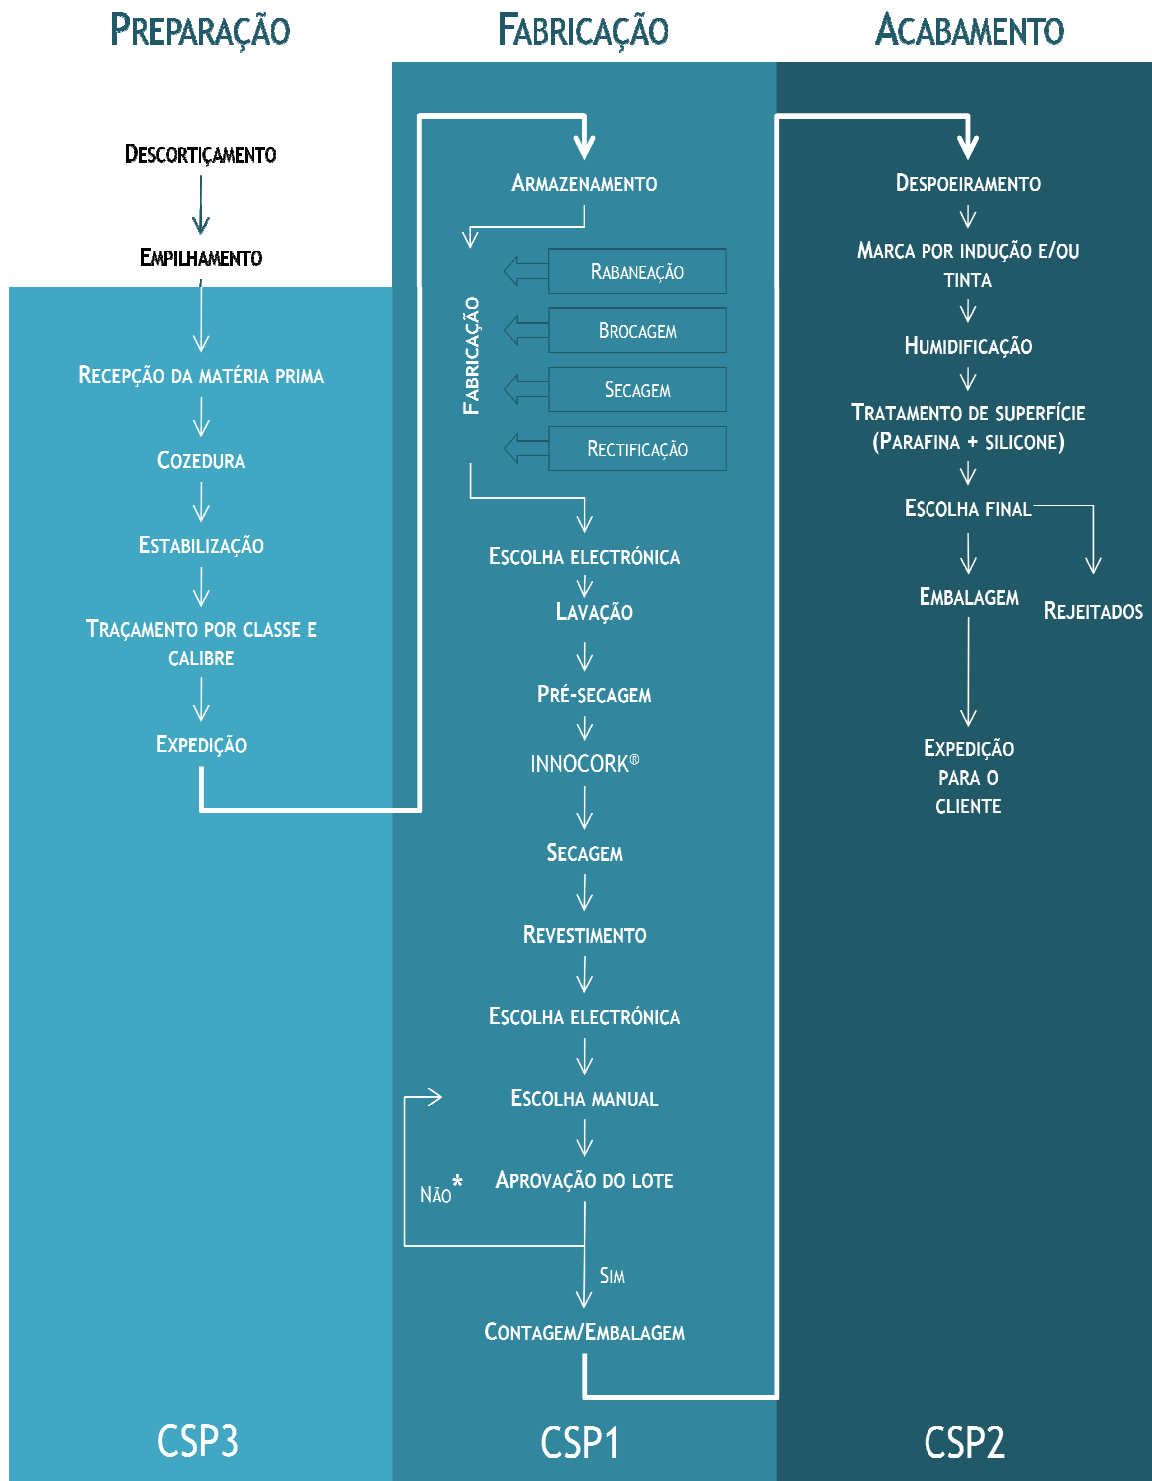 PREPARAÇÃO
DESCORTIÇAMENTO
EMPILHAMENTO
RECEPÇÃO DA MATÉRIA PRIMA
COZEDURA
ESTABILIZAÇÃO
TRAÇAMENTO POR CLASSE E
CALIBRE
EXPEDIÇÃO
CSP3
FABRICAÇÃO
ARMAZENAMENTO
FABRICAÇÃO
RABANEAÇÃO
BROCAGEM
SECAGEM
RECTIFICAÇÃO
ESCOLHA ELECTRÓNICA
LAVAÇÃO
PRÉ-SECAGEM
INNOCORK®
SECAGEM
REVESTIMENTO
ESCOLHA ELECTRÓNICA
ESCOLHA MANUAL
APROVAÇÃO DO LOTE
NÃO*
SIM
CONTAGEM/EMBALAGEM
CSP1
ACABAMENTO
DESPOEIRAMENTO
MARCA POR INDUÇÃO E/OU
TINTA
HUMIDIFICAÇÃO
TRATAMENTO DE SUPERFÍCIE
(PARAFINA + SILICONE)
ESCOLHA FINAL
EMBALAGEM
REJEITADOS
EXPEDIÇÃO
PARA O
CLIENTE
CSP2